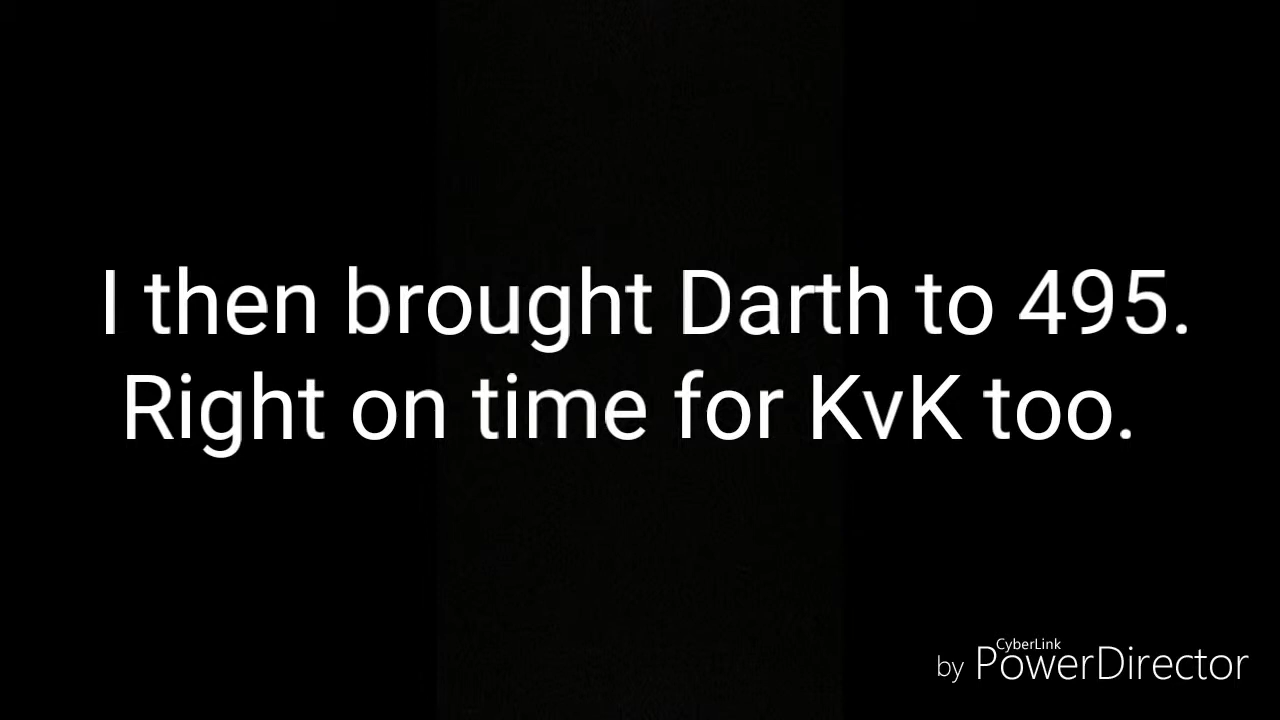 I then brought Darth to 495.
Right on time for KvK too.
CyberLink
by PowerDirector